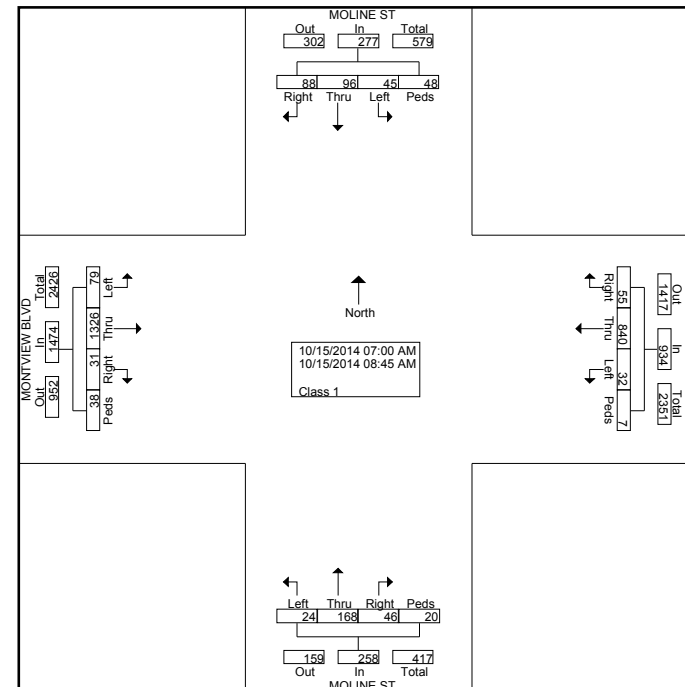 MOLINE ST
Out In Total
302 277 579
88 96 45 48
Right Thru Left Peds
MONTVIEW BLVD
Total In Out
2426 1474 952
79 1326 31 38
Left Thru Right Peds
North
10/15/2014 07:00 AM
10/15/2014 08:45 AM
Class 1
Right Thru Left Peds
55 840 32 7
Out In Total
1417 934 2351
Left Thru Right Peds
24 168 46 20
159 258 417
Out In Total
MOLINE ST